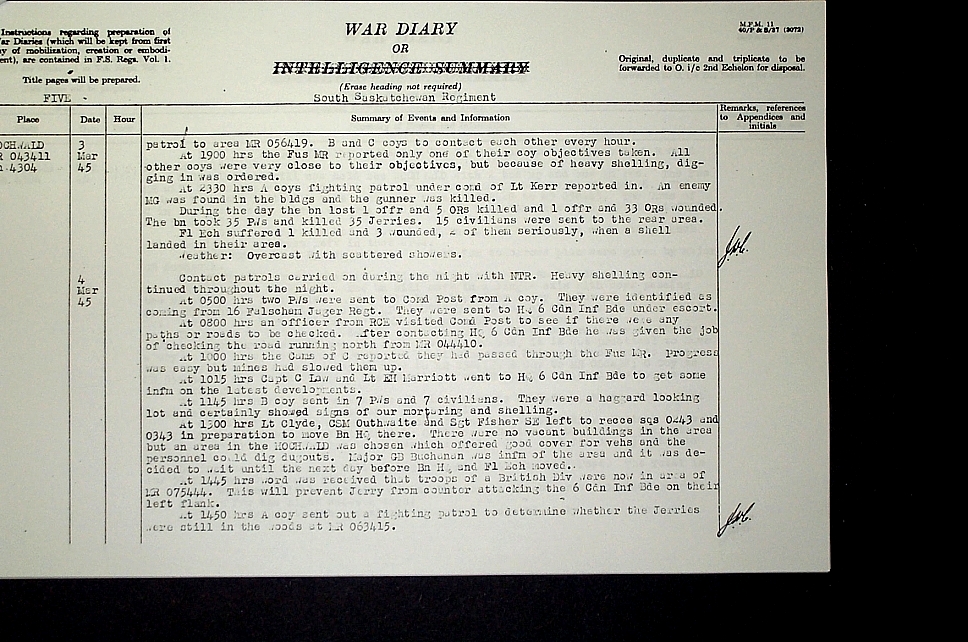 Instructions regarding preparation of
ar Diaries (which will be kept from first
y of mobilization, creation or embodi-
ent), are contained in F.S. Regs. Vol. 1.
Title pages will be prepared.
FIVE -
WAR DIARY
OR
INTELLIGENCE SUMMARY
(Erase heading not required)
South Saskatchewan Regiment
M.F.M. 11
Original, duplicate and triplicate to be
forwarded to O. i/c 2nd Echelon for disposal.
Place Date Hour Summary of Events and Information Remarks, references to Appendices and initials
OCHWALD
R 043411
4304
3
Mar
45
patrol to area MR 056419. B and C coys to contact each other every hour.
At 1900 hrs the Fus MR reported only one of their coy objectives taken. All
other coys were very close to their objectives, but because of heavy shelling, dig-
ging in was ordered.
At 2330 hrs A coys fighting patrol under comd of Lt Kerr reported in. An enemy
MG was found in the bldgs and the gunner was killed.
During the day the bn lost 1 offr and 5 ORs killed and 1 offr and 33 ORs wounded.
The bn took 35 PWs and killed 35 Jerries. 15 civilians were sent to the rear area.
Fl Ech suffered 1 killed and 3 wounded, 2 of them seriously, when a shell
landed in their area.
Weather: Overcast with scattered showers.
4
Mar
45
Contact patrols carried on during the night with NTR. Heavy shelling con-
tinued throughout the night.
At 0500 hrs two PWs were sent to Comd Post from A coy. They were identified as
coming from 16 Falschem Jager Regt. They were sent to HQ 6 Cdn Inf Bde under escort.
At 0800 hrs an officer from RCE visited Comd Post to see if there were any
paths or roads to be checked. After contacting HQ 6 Cdn Inf Bde he was given the job
of checking the road running north from MR 044410.
At 1000 hrs the Cams of C reported they had passed through the Fus MR. Progress
was easy but mines had slowed them up.
At 1015 hrs Capt C Law and Lt EH Marriott went to HQ 6 Cdn Inf Bde to get some
infm on the latest developments.
At 1145 hrs B coy sent in 7 PWs and 7 civilians. They were a haggard looking
lot and certainly showed signs of our mortaring and shelling.
At 1300 hrs Lt Clyde, CSM Outhwaite and Sgt Fisher SE left to recce sqs 0243 and
0343 in preparation to move Bn HQ there. There were no vacant buildings in the area
but an area in the HOCHWALD was chosen which offered good cover for vehs and the
personnel could dig dugouts. Major GB Buchanan was infm of the area and it was de-
cided to wait until the next day before Bn HQ and Fl Ech moved.
At 1445 hrs word was received that troops of a British Div were now in area of
MR 075444. This will prevent Jerry from counter attacking the 6 Cdn Inf Bde on their
left flank.
At 1450 hrs A coy sent out a fighting patrol to determine whether the Jerries
were still in the woods at MR 063415.